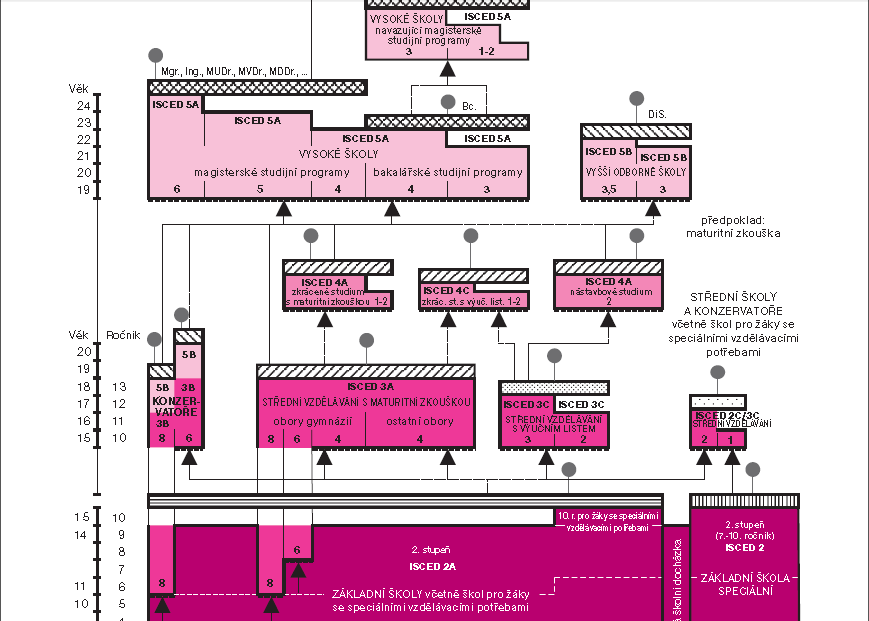 VYSOKÉ ŠKOLY
ISCED 5A
navazující magisterské
studijní programy
3
1-2
Mgr., Ing., MUDr., MVDr., MDDr., ...
Věk
24
23
22
21
20
19
ISCED 5A
ISCED 5A
ISCED 5A
Bc.
ISCED 5A
VYSOKÉ ŠKOLY
magisterské studijní programy
bakalářské studijní programy
6
5
4
4
3
DiS.
ISCED 5B
ISCED 5B
VYŠŠÍ ODBORNÉ ŠKOLY
3,5
3
předpoklad:
maturitní zkouška
ISCED 4A
zkrácené studium
s maturitní zkouškou 1-2
ISCED 4C
zkrác. st. s výuč. list. 1-2
ISCED 4A
nástavbové studium
2
STŘEDNÍ ŠKOLY
A KONZERVATOŘE
včetně škol pro žáky se
speciálními vzdělávacími
potřebami
Věk
Ročník
20
19
18
13
17
12
16
11
15
10
5B
5B
3B
KONZER-
VATOŘE
3B
8
6
ISCED 3A
STŘEDNÍ VZDĚLÁVÁNÍ S MATURITNÍ ZKOUŠKOU
obory gymnázií
ostatní obory
8
6
4
4
ISCED 3C
ISCED 3C
STŘEDNÍ VZDĚLÁVÁNÍ
S VÝUČNÍM LISTEM
3
2
ISCED 2C/3C
STŘEDNÍ VZDĚLÁVÁNÍ
2
1
15
10
14
9
8
7
11
6
10
5
8
8
6
2. stupeň
ISCED 2A
10. r. pro žáky se speciálními
vzdělávacími potřebami
ZÁKLADNÍ ŠKOLY včetně škol pro žáky
se speciálními vzdělávacími potřebami
školní docházka
2. stupeň
(7.-10. ročník)
ISCED 2
ZÁKLADNÍ ŠKOLA
SPECIÁLNÍ